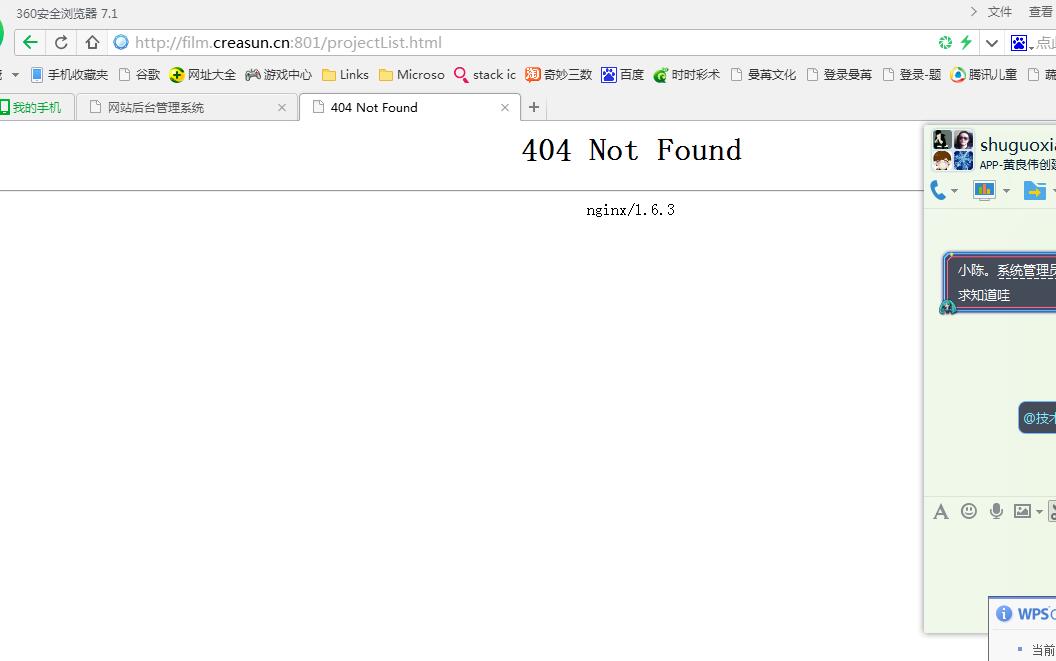 360安全浏览器 7.1
文件 查看
http://film.creasun.cn:801/projectList.html
手机收藏夹 谷歌 网址大全 游戏中心 Links Microso stack ic 奇妙三数 百度 时时彩术 曼莴文化 登录曼莴 登录-题 腾讯儿童
我的手机 网站后台管理系统 404 Not Found
404 Not Found
nginx/1.6.3
shuguoxia
APP-黄良伟创建
小陈。系统管理员
求知道哇
@技术
WPS
当前